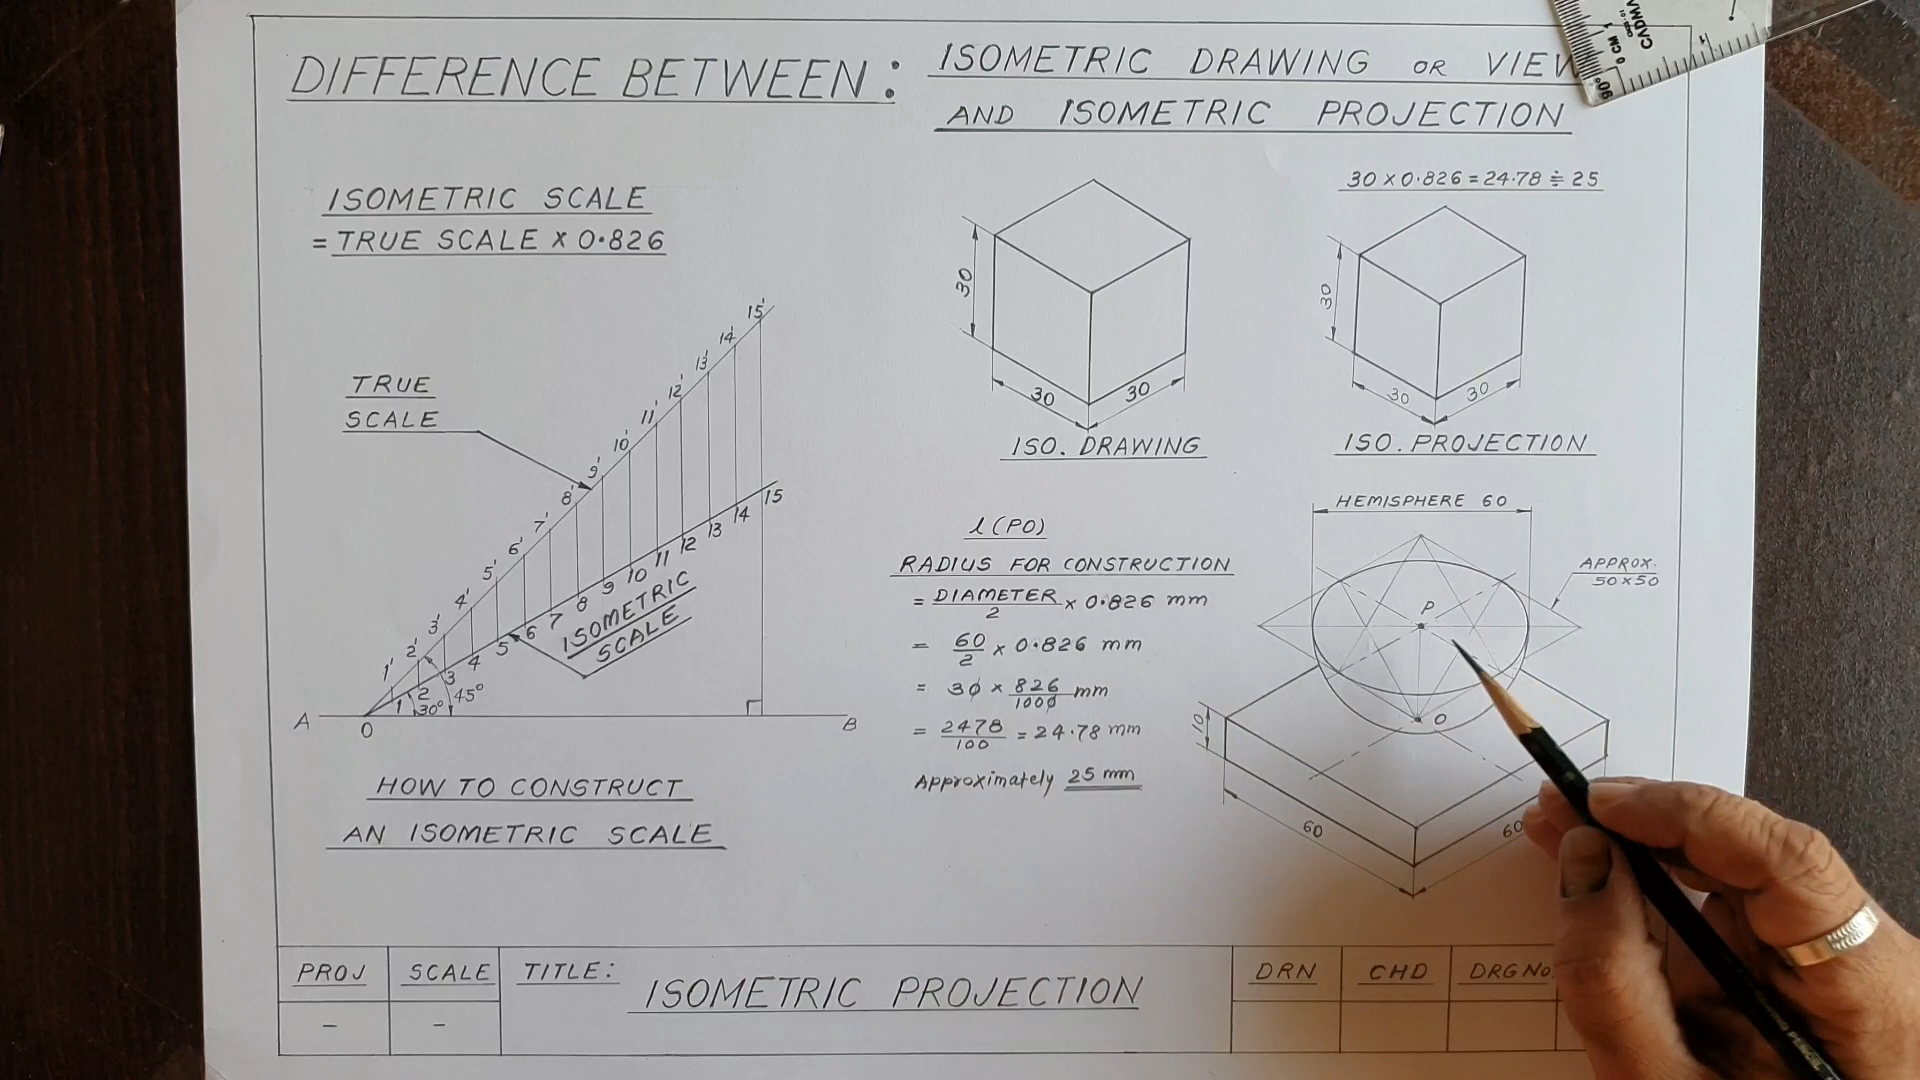 DIFFERENCE BETWEEN:
ISOMETRIC DRAWING OR VIEW
AND ISOMETRIC PROJECTION
ISOMETRIC SCALE
= TRUE SCALE × 0.826
TRUE
SCALE
1' 2' 3' 4' 5' 6' 7' 8' 9' 10' 11' 12' 13' 14' 15'
1 2 3 4 5 6 7 8 9 10 11 12 13 14 15
ISOMETRIC
SCALE
30° 45°
A O B
HOW TO CONSTRUCT
AN ISOMETRIC SCALE
30
30 30
ISO. DRAWING
30 × 0.826 = 24.78 ≑ 25
30
30 30
ISO. PROJECTION
l (PO)
RADIUS FOR CONSTRUCTION
= DIAMETER/2 × 0.826 mm
= 60/2 × 0.826 mm
= 30 × 826/1000 mm
= 2478/100 = 24.78 mm
Approximately 25 mm
HEMISPHERE 60
APPROX.
50×50
P
O
10
60 60
PROJ SCALE TITLE: ISOMETRIC PROJECTION DRN CHD DRG No.
– –
0 CM 1
90°